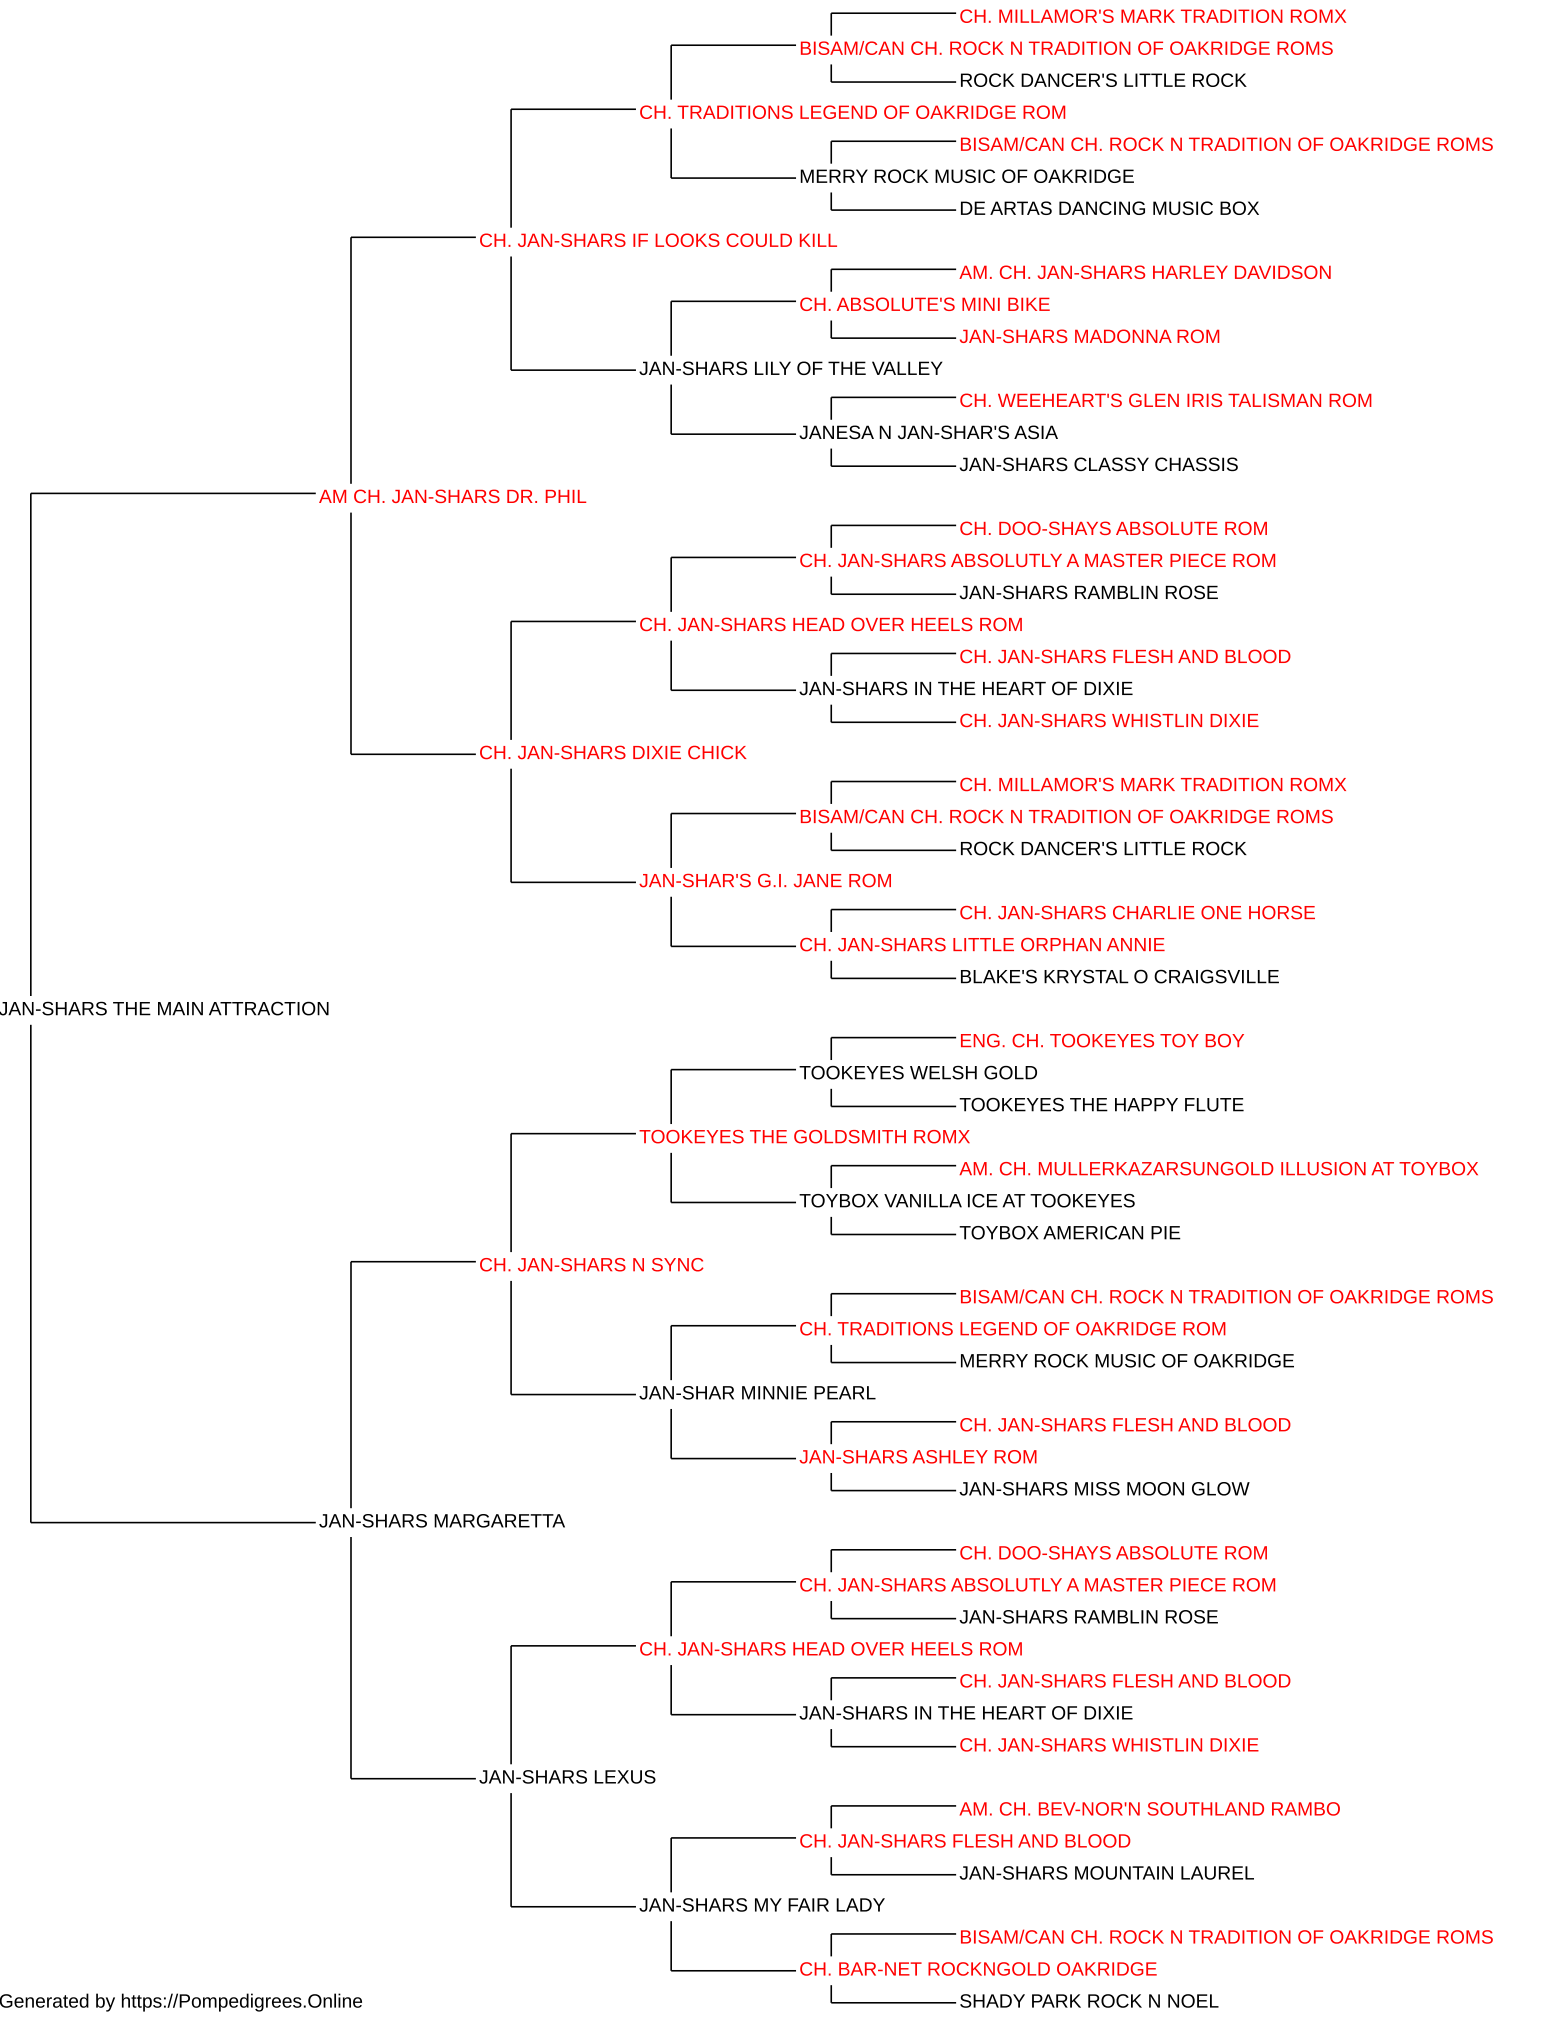 CH. MILLAMOR'S MARK TRADITION ROMX
BISAM/CAN CH. ROCK N TRADITION OF OAKRIDGE ROMS
ROCK DANCER'S LITTLE ROCK
CH. TRADITIONS LEGEND OF OAKRIDGE ROM
BISAM/CAN CH. ROCK N TRADITION OF OAKRIDGE ROMS
MERRY ROCK MUSIC OF OAKRIDGE
DE ARTAS DANCING MUSIC BOX
CH. JAN-SHARS IF LOOKS COULD KILL
AM. CH. JAN-SHARS HARLEY DAVIDSON
CH. ABSOLUTE'S MINI BIKE
JAN-SHARS MADONNA ROM
JAN-SHARS LILY OF THE VALLEY
CH. WEEHEART'S GLEN IRIS TALISMAN ROM
JANESA N JAN-SHAR'S ASIA
JAN-SHARS CLASSY CHASSIS
AM CH. JAN-SHARS DR. PHIL
CH. DOO-SHAYS ABSOLUTE ROM
CH. JAN-SHARS ABSOLUTLY A MASTER PIECE ROM
JAN-SHARS RAMBLIN ROSE
CH. JAN-SHARS HEAD OVER HEELS ROM
CH. JAN-SHARS FLESH AND BLOOD
JAN-SHARS IN THE HEART OF DIXIE
CH. JAN-SHARS WHISTLIN DIXIE
CH. JAN-SHARS DIXIE CHICK
CH. MILLAMOR'S MARK TRADITION ROMX
BISAM/CAN CH. ROCK N TRADITION OF OAKRIDGE ROMS
ROCK DANCER'S LITTLE ROCK
JAN-SHAR'S G.I. JANE ROM
CH. JAN-SHARS CHARLIE ONE HORSE
CH. JAN-SHARS LITTLE ORPHAN ANNIE
BLAKE'S KRYSTAL O CRAIGSVILLE
JAN-SHARS THE MAIN ATTRACTION
ENG. CH. TOOKEYES TOY BOY
TOOKEYES WELSH GOLD
TOOKEYES THE HAPPY FLUTE
TOOKEYES THE GOLDSMITH ROMX
AM. CH. MULLERKAZARSUNGOLD ILLUSION AT TOYBOX
TOYBOX VANILLA ICE AT TOOKEYES
TOYBOX AMERICAN PIE
CH. JAN-SHARS N SYNC
BISAM/CAN CH. ROCK N TRADITION OF OAKRIDGE ROMS
CH. TRADITIONS LEGEND OF OAKRIDGE ROM
MERRY ROCK MUSIC OF OAKRIDGE
JAN-SHAR MINNIE PEARL
CH. JAN-SHARS FLESH AND BLOOD
JAN-SHARS ASHLEY ROM
JAN-SHARS MISS MOON GLOW
JAN-SHARS MARGARETTA
CH. DOO-SHAYS ABSOLUTE ROM
CH. JAN-SHARS ABSOLUTLY A MASTER PIECE ROM
JAN-SHARS RAMBLIN ROSE
CH. JAN-SHARS HEAD OVER HEELS ROM
CH. JAN-SHARS FLESH AND BLOOD
JAN-SHARS IN THE HEART OF DIXIE
CH. JAN-SHARS WHISTLIN DIXIE
JAN-SHARS LEXUS
AM. CH. BEV-NOR'N SOUTHLAND RAMBO
CH. JAN-SHARS FLESH AND BLOOD
JAN-SHARS MOUNTAIN LAUREL
JAN-SHARS MY FAIR LADY
BISAM/CAN CH. ROCK N TRADITION OF OAKRIDGE ROMS
CH. BAR-NET ROCKNGOLD OAKRIDGE
SHADY PARK ROCK N NOEL
Generated by https://Pompedigrees.Online